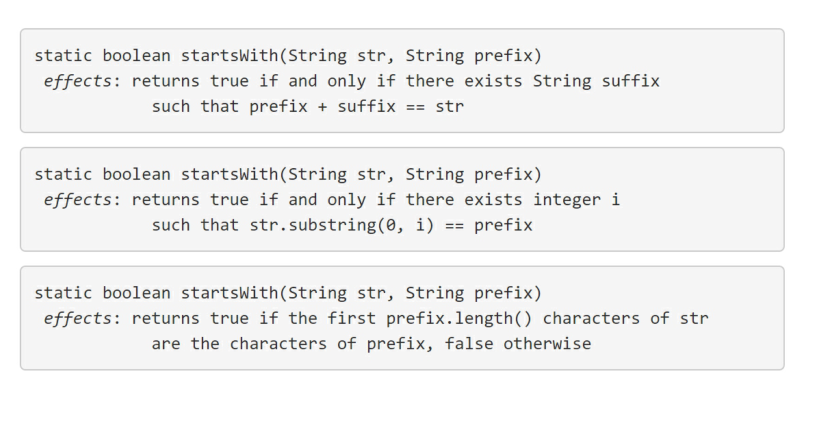 static boolean startsWith(String str, String prefix)
effects: returns true if and only if there exists String suffix
such that prefix + suffix == str
static boolean startsWith(String str, String prefix)
effects: returns true if and only if there exists integer i
such that str.substring(0, i) == prefix
static boolean startsWith(String str, String prefix)
effects: returns true if the first prefix.length() characters of str
are the characters of prefix, false otherwise